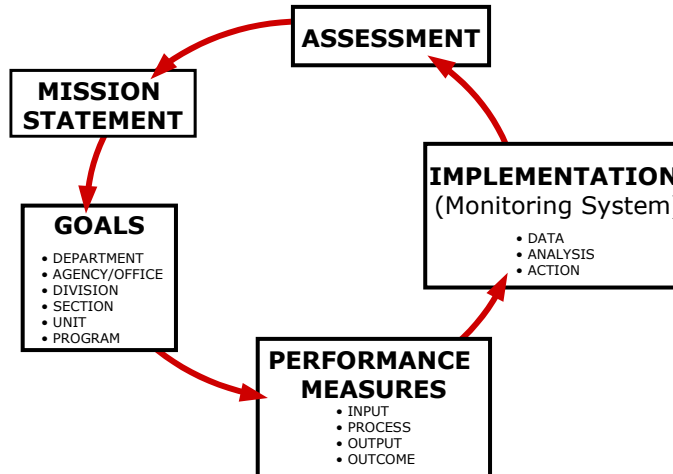 ASSESSMENT
MISSION
STATEMENT
GOALS
• DEPARTMENT
• AGENCY/OFFICE
• DIVISION
• SECTION
• UNIT
• PROGRAM
PERFORMANCE
MEASURES
• INPUT
• PROCESS
• OUTPUT
• OUTCOME
IMPLEMENTATION
(Monitoring System)
• DATA
• ANALYSIS
• ACTION